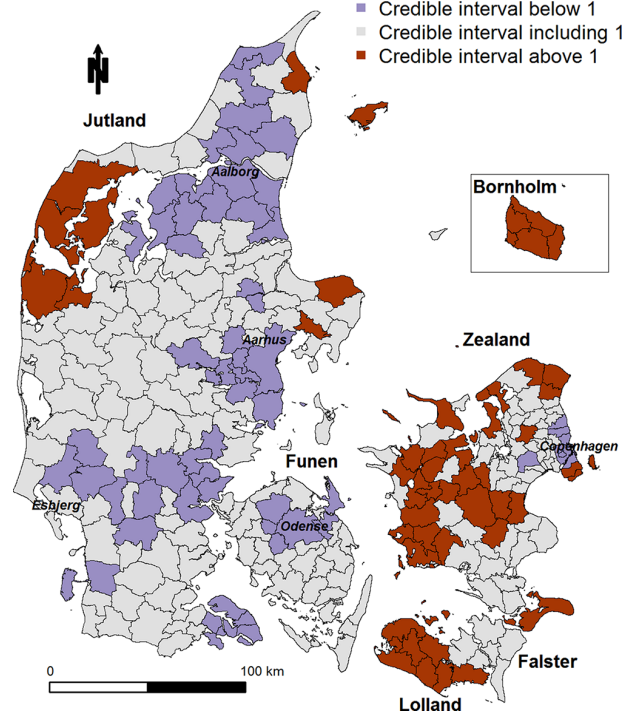 Credible interval below 1
Credible interval including 1
Credible interval above 1
N
Jutland
Aalborg
Bornholm
Aarhus
Zealand
Copenhagen
Funen
Esbjerg
Odense
0 100 km
Falster
Lolland